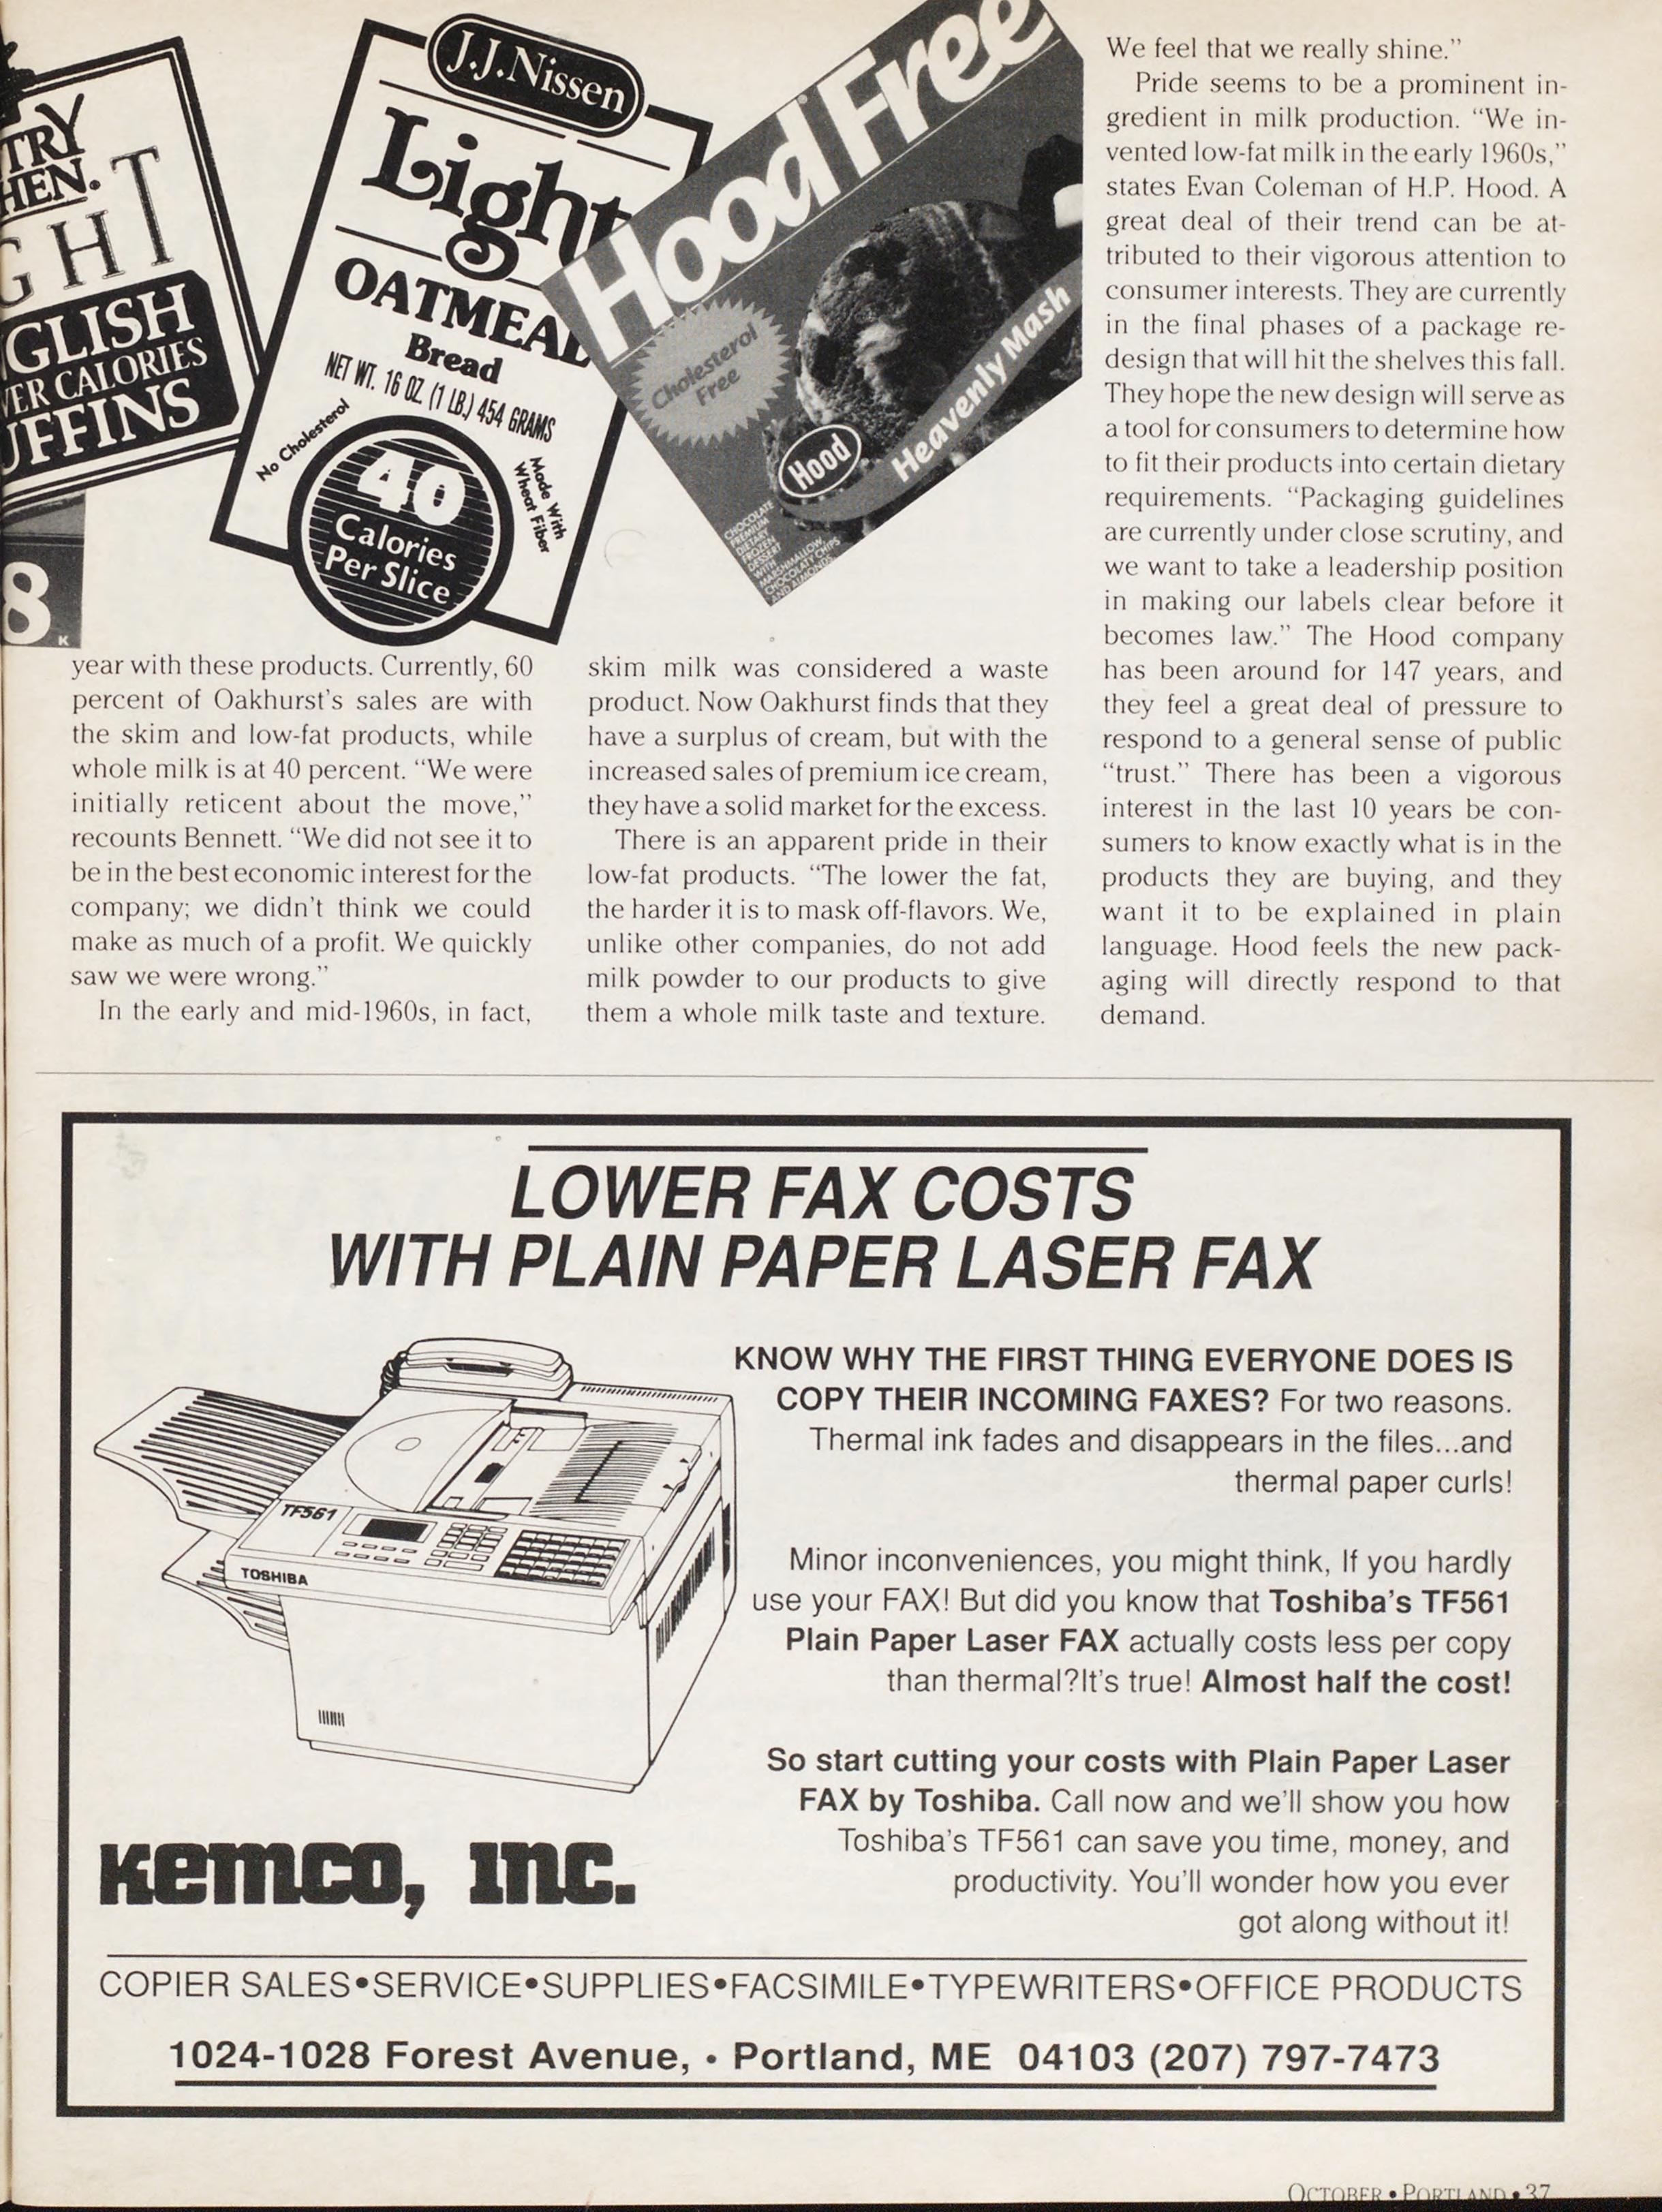 TRY
HEN.
GHT
GLISH
VER CALORIES
UFFINS
8
K
J.J.Nissen
Light
OATMEAL
Bread
NET WT. 16 OZ. (1 LB.) 454 GRAMS
No Cholesterol
Made With
Wheat Fiber
40
Calories
Per Slice
Hood Free
Cholesterol
Free
Hood
Heavenly Mash
CHOCOLATE
PREMIUM
DIETARY
FROZEN
DESSERT
WITH
MARSHMALLOW,
CHOCOLATY CHIPS
AND ALMONDS
year with these products. Currently, 60
percent of Oakhurst's sales are with
the skim and low-fat products, while
whole milk is at 40 percent. “We were
initially reticent about the move,”
recounts Bennett. “We did not see it to
be in the best economic interest for the
company; we didn't think we could
make as much of a profit. We quickly
saw we were wrong.”
In the early and mid-1960s, in fact,
skim milk was considered a waste
product. Now Oakhurst finds that they
have a surplus of cream, but with the
increased sales of premium ice cream,
they have a solid market for the excess.
There is an apparent pride in their
low-fat products. “The lower the fat,
the harder it is to mask off-flavors. We,
unlike other companies, do not add
milk powder to our products to give
them a whole milk taste and texture.
We feel that we really shine.”
Pride seems to be a prominent in-
gredient in milk production. “We in-
vented low-fat milk in the early 1960s,”
states Evan Coleman of H.P. Hood. A
great deal of their trend can be at-
tributed to their vigorous attention to
consumer interests. They are currently
in the final phases of a package re-
design that will hit the shelves this fall.
They hope the new design will serve as
a tool for consumers to determine how
to fit their products into certain dietary
requirements. “Packaging guidelines
are currently under close scrutiny, and
we want to take a leadership position
in making our labels clear before it
becomes law.” The Hood company
has been around for 147 years, and
they feel a great deal of pressure to
respond to a general sense of public
“trust.” There has been a vigorous
interest in the last 10 years be con-
sumers to know exactly what is in the
products they are buying, and they
want it to be explained in plain
language. Hood feels the new pack-
aging will directly respond to that
demand.
LOWER FAX COSTS
WITH PLAIN PAPER LASER FAX
KNOW WHY THE FIRST THING EVERYONE DOES IS
COPY THEIR INCOMING FAXES? For two reasons.
Thermal ink fades and disappears in the files...and
thermal paper curls!
Minor inconveniences, you might think, If you hardly
use your FAX! But did you know that Toshiba's TF561
Plain Paper Laser FAX actually costs less per copy
than thermal?It's true! Almost half the cost!
So start cutting your costs with Plain Paper Laser
FAX by Toshiba. Call now and we'll show you how
Toshiba's TF561 can save you time, money, and
productivity. You'll wonder how you ever
got along without it!
TF561
TOSHIBA
Kemco, Inc.
COPIER SALES•SERVICE•SUPPLIES•FACSIMILE•TYPEWRITERS•OFFICE PRODUCTS
1024-1028 Forest Avenue, • Portland, ME 04103 (207) 797-7473
OCTOBER • PORTLAND • 37